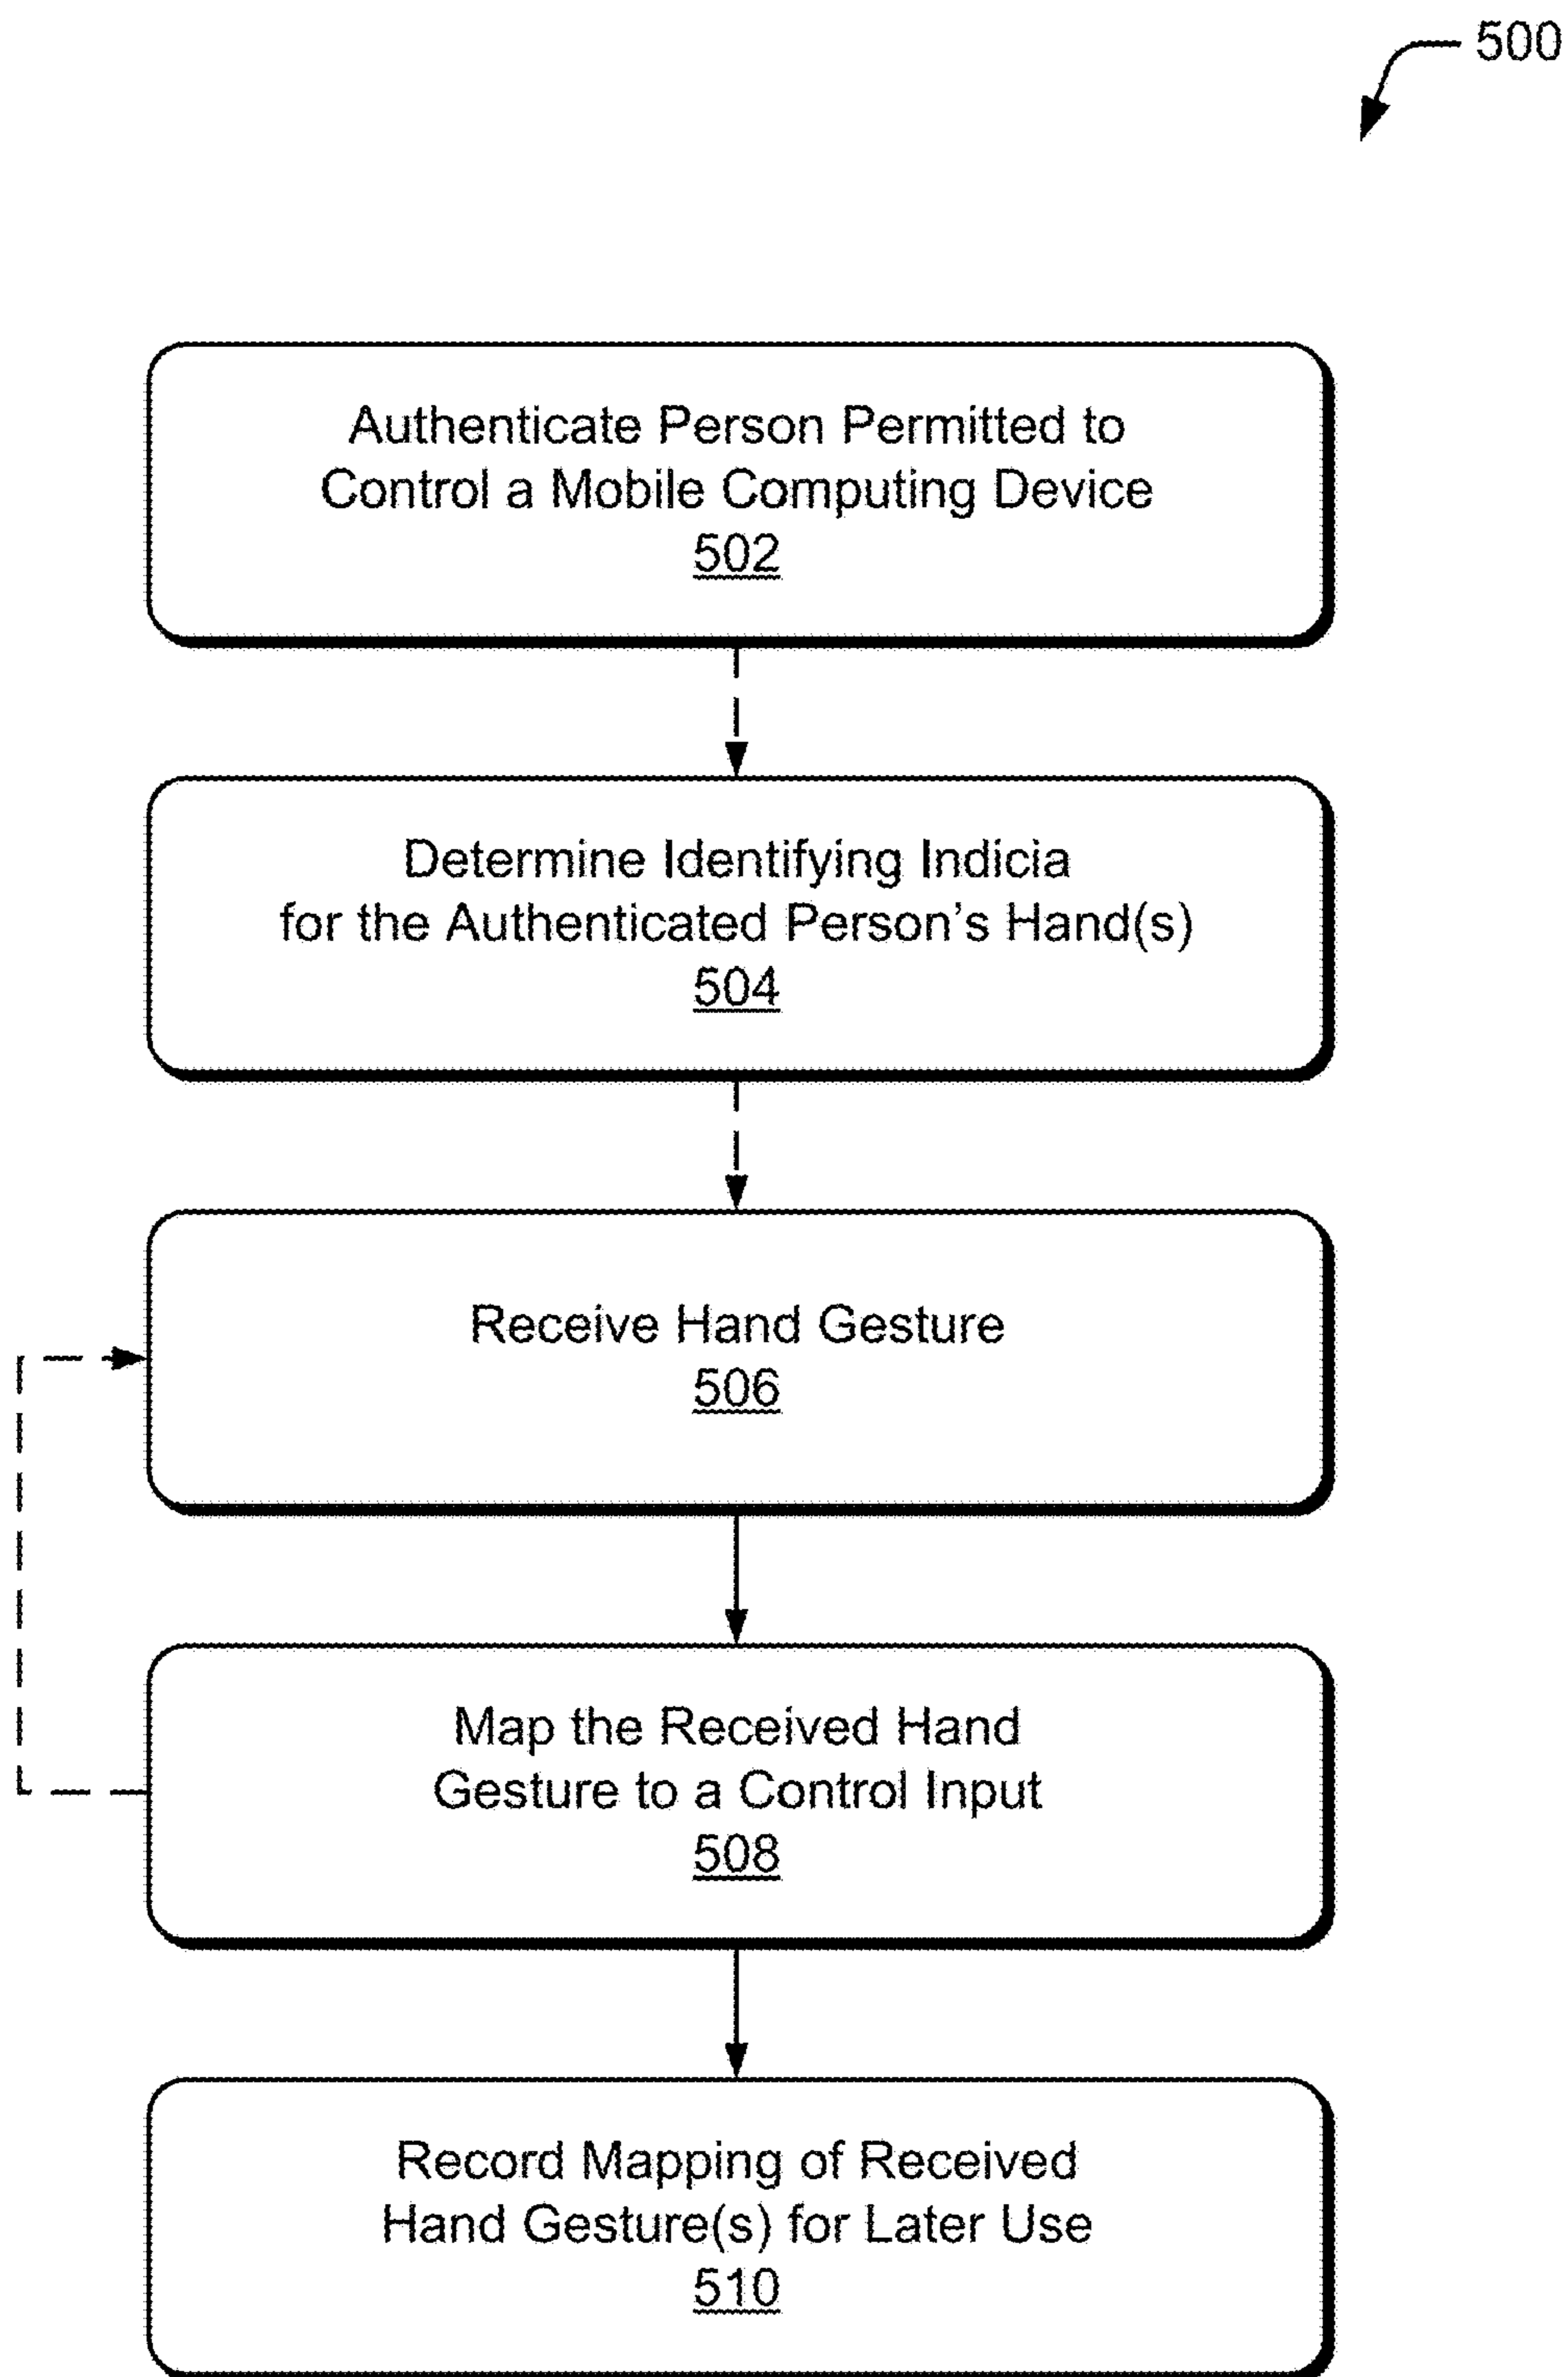 500
Authenticate Person Permitted to
Control a Mobile Computing Device
502
Determine Identifying Indicia
for the Authenticated Person's Hand(s)
504
Receive Hand Gesture
506
Map the Received Hand
Gesture to a Control Input
508
Record Mapping of Received
Hand Gesture(s) for Later Use
510